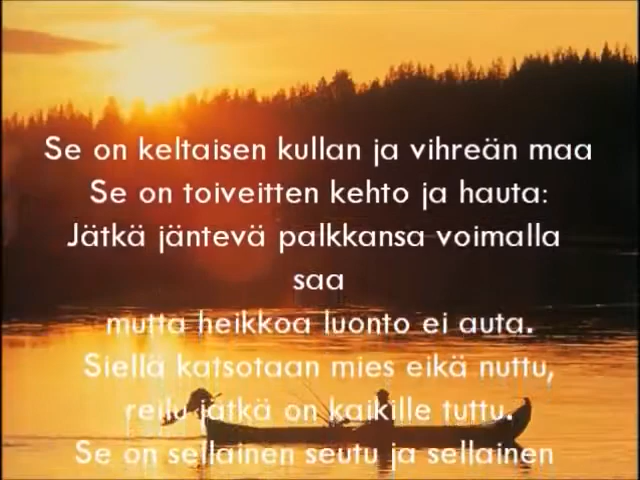 Se on keltaisen kullan ja vihreän maa
Se on toiveitten kehto ja hauta:
Jätkä jäntevä palkkansa voimalla
saa
mutta heikkoa luonto ei auta.
Siellä katsotaan mies eikä nuttu,
reilu jätkä on kaikille tuttu.
Se on sellainen seutu ja sellainen